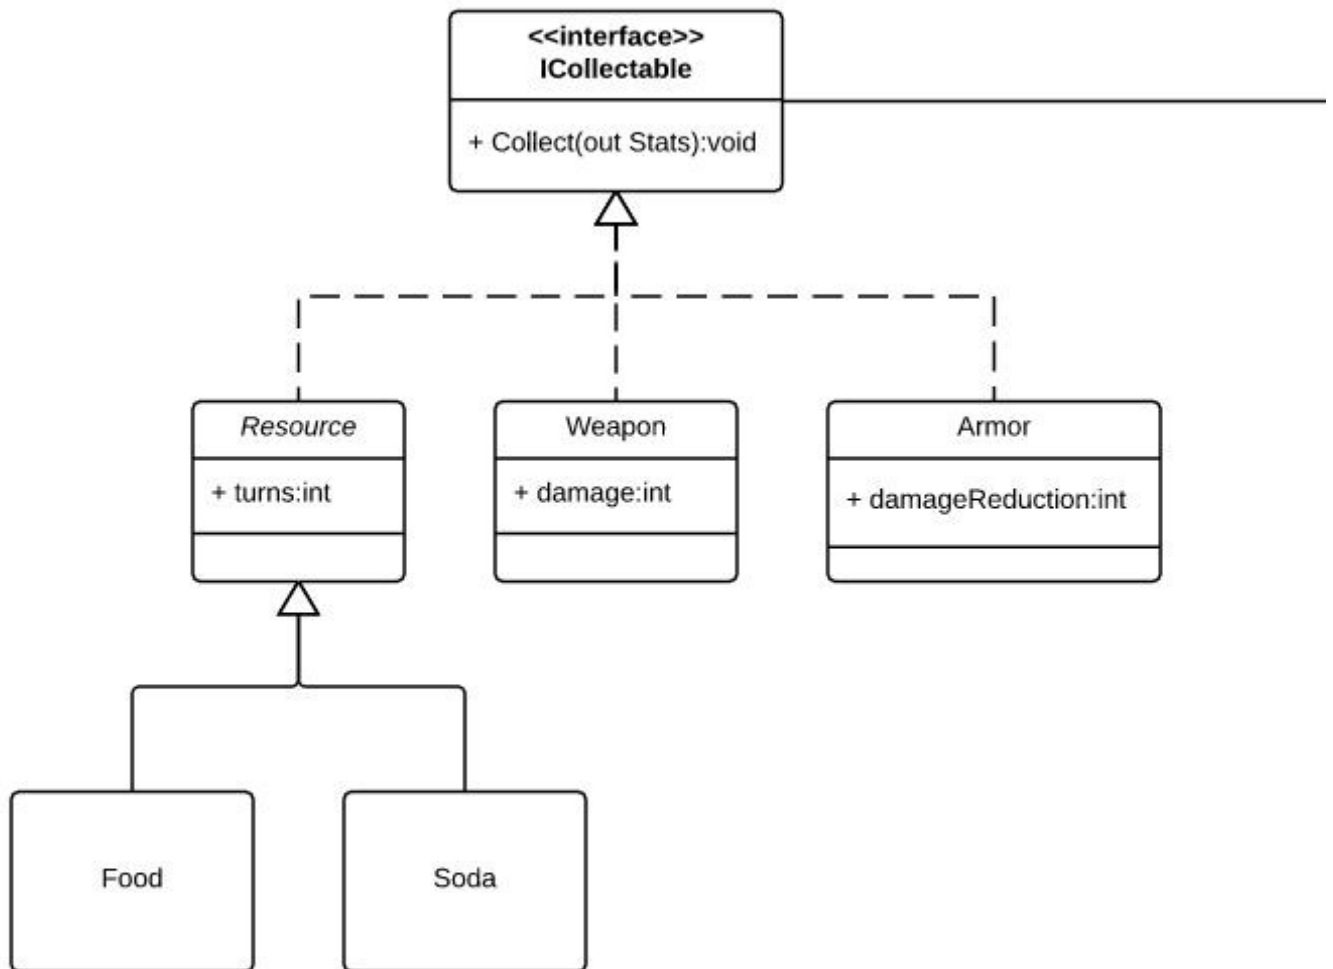 <<interface>>
ICollectable
+ Collect(out Stats):void
Resource
Weapon
Armor
+ turns:int
+ damage:int
+ damageReduction:int
Food
Soda